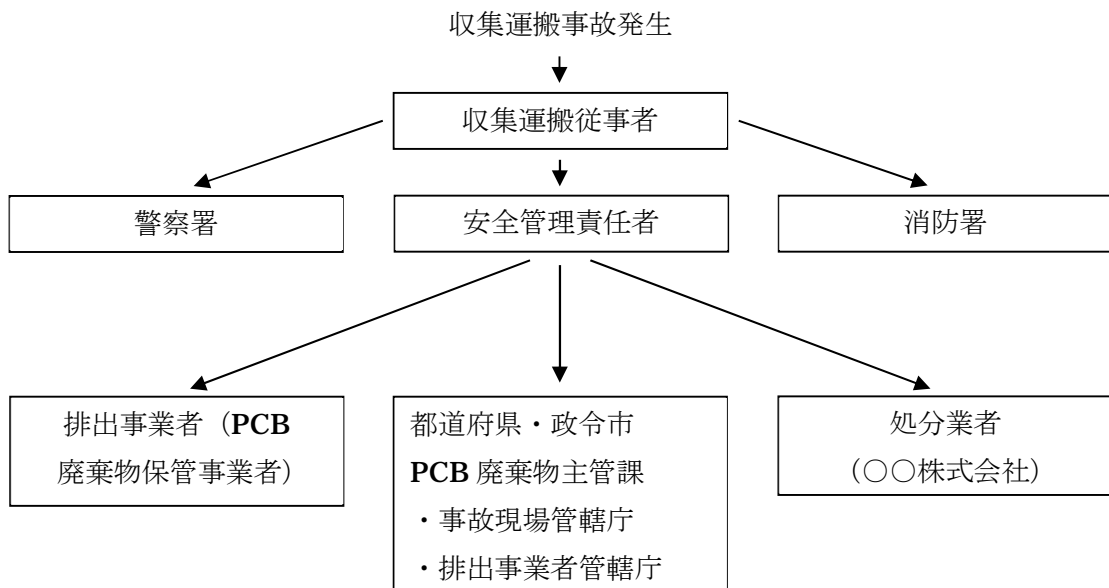 収集運搬事故発生
収集運搬従事者
警察署
安全管理責任者
消防署
排出事業者（PCB
廃棄物保管事業者）
都道府県・政令市
PCB 廃棄物主管課
・事故現場管轄庁
・排出事業者管轄庁
処分業者
（○○株式会社）